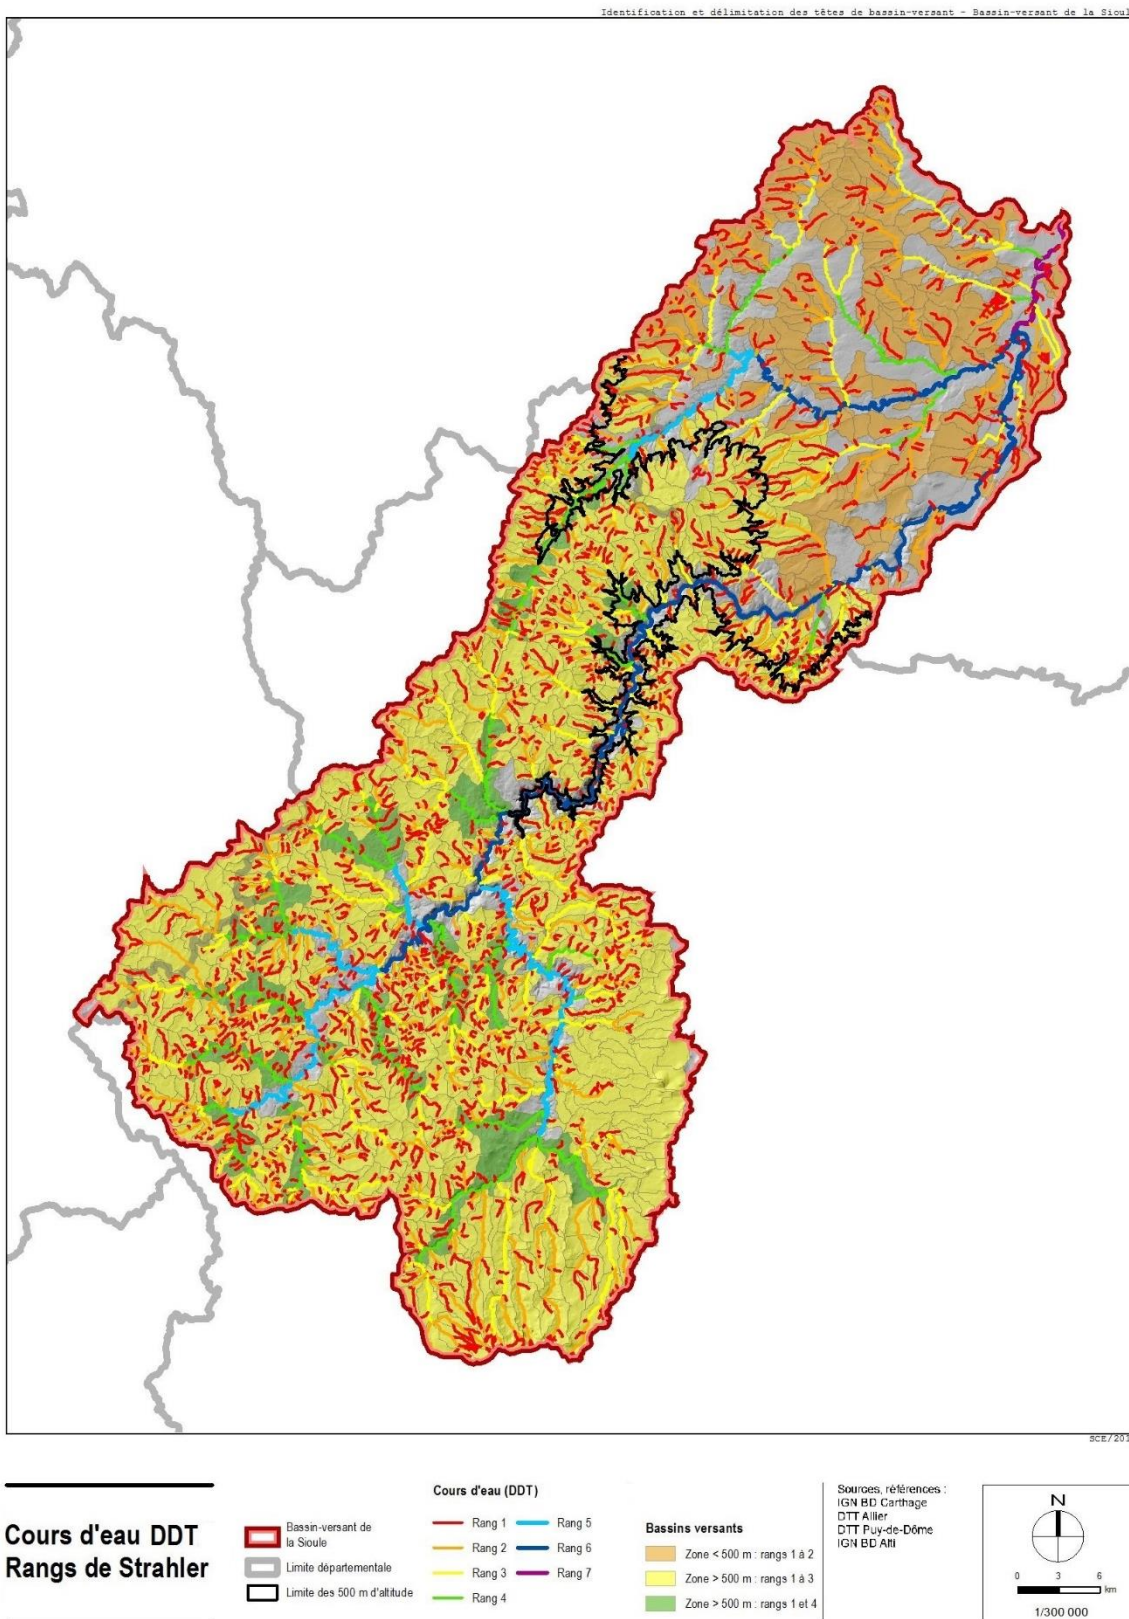 Identification et délimitation des têtes de bassin-versant - Bassin-versant de la Sioul
SCE/201
Cours d'eau DDT
Rangs de Strahler
Bassin-versant de
la Sioule
Limite départementale
Limite des 500 m d'altitude
Cours d'eau (DDT)
Rang 1
Rang 2
Rang 3
Rang 4
Rang 5
Rang 6
Rang 7
Bassins versants
Zone < 500 m : rangs 1 à 2
Zone > 500 m : rangs 1 à 3
Zone > 500 m : rangs 1 et 4
Sources, références :
IGN BD Carthage
DTT Allier
DTT Puy-de-Dôme
IGN BD Alti
N
0 3 6
km
1/300 000